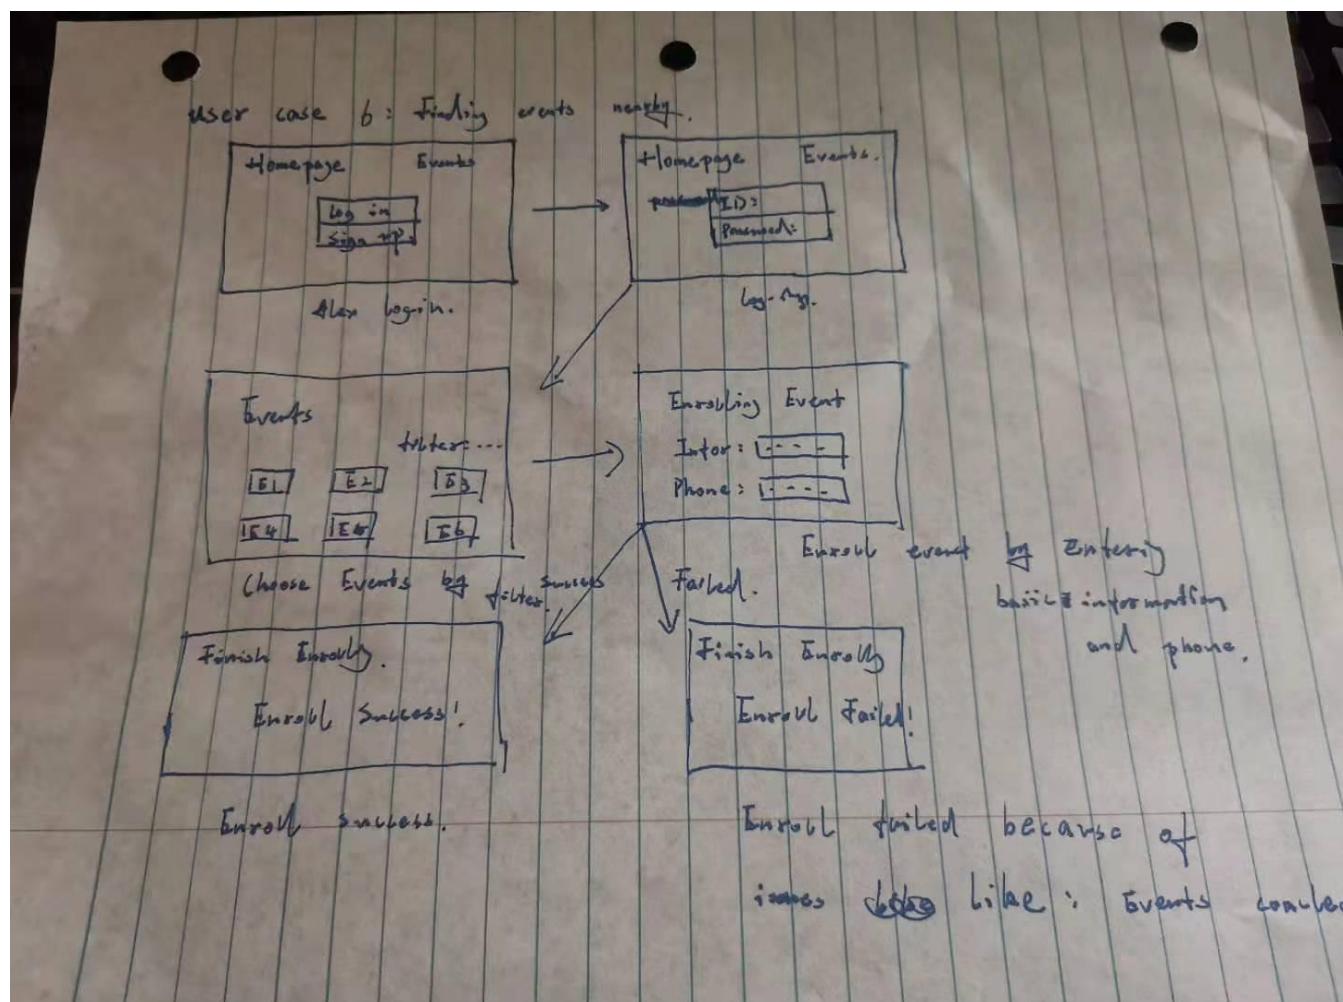 user case 6: Finding events nearby.
Homepage Events
Log in
Sign up
Alex log-in.
Homepage Events.
ID:
Password:
Events
filter: ...
E1 E2 E3
E4 E5 E6
Choose Events by filter.
Enrolling Event
Infor: ----
Phone: ----
Enroll event by Entering
basic information
and phone.
Success
Failed.
Finish Enrolly.
Enroll Success!
Enroll success.
Finish Enrolly
Enroll Failed!
Enroll failed because of
issues like: Events